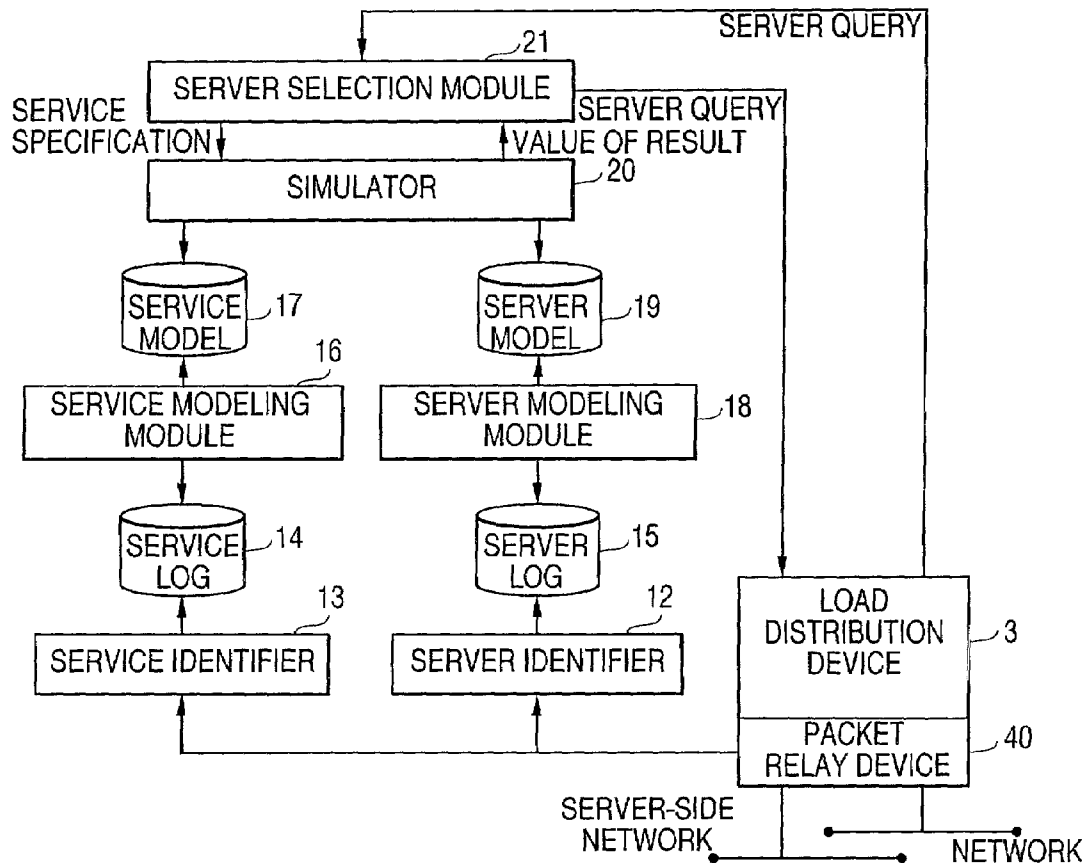 SERVER QUERY
21
SERVER SELECTION MODULE
SERVICE
SPECIFICATION
SERVER QUERY
VALUE OF RESULT
SIMULATOR
20
SERVICE
MODEL
17
SERVER
MODEL
19
16
SERVICE MODELING
MODULE
SERVER MODELING
MODULE
18
SERVICE
LOG
14
SERVER
LOG
15
13
SERVICE IDENTIFIER
12
SERVER IDENTIFIER
LOAD
DISTRIBUTION
DEVICE
3
PACKET
RELAY DEVICE
40
SERVER-SIDE
NETWORK
NETWORK